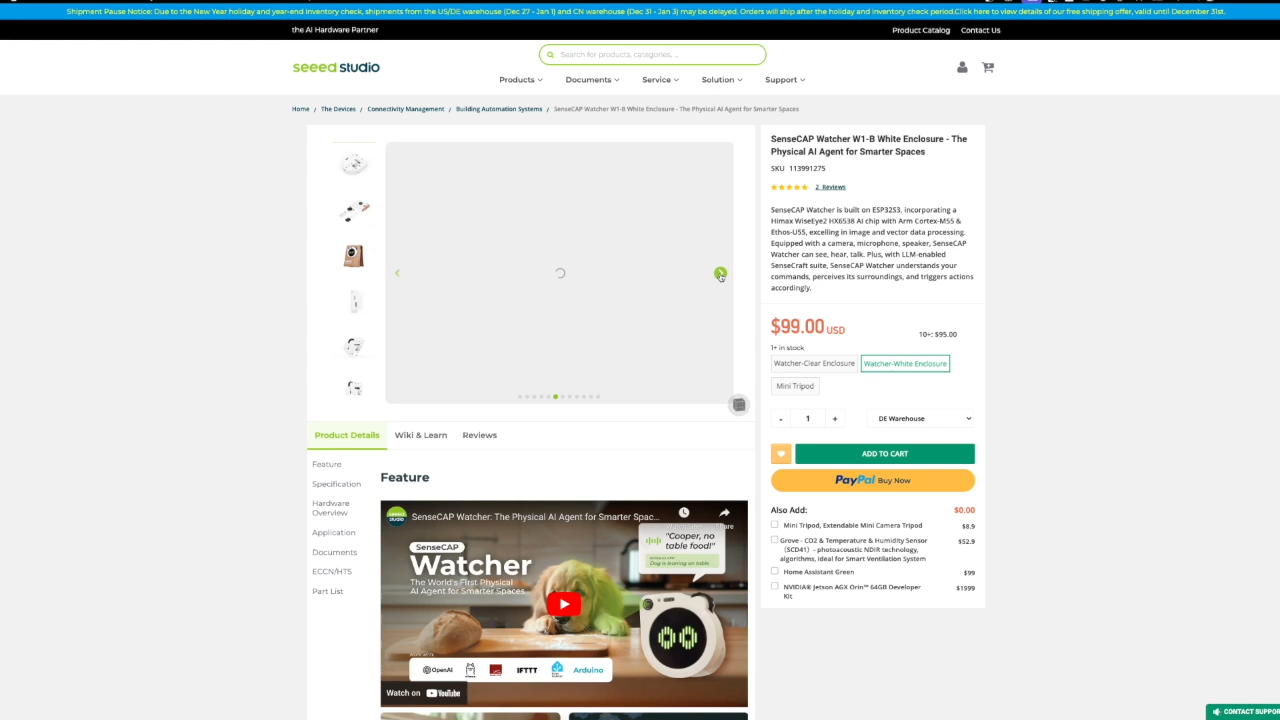 Shipment Pause Notice: Due to the New Year holiday and year-end inventory check, shipments from the US/DE warehouse (Dec 27 - Jan 1) and CN warehouse (Dec 31 - Jan 3) may be delayed. Orders will ship after the holiday and inventory check period.Click here to view details of our free shipping offer, valid until December 31st.
the AI Hardware Partner
Product Catalog
Contact Us
Search for products, categories, ..
seeed studio
Products
Documents
Service
Solution
Support
Home / The Devices / Connectivity Management / Building Automation Systems / SenseCAP Watcher W1-B White Enclosure - The Physical AI Agent for Smarter Spaces
SenseCAP Watcher W1-B White Enclosure - The
Physical AI Agent for Smarter Spaces
SKU 113991275
2 Reviews
SenseCAP Watcher is built on ESP32S3, incorporating a
Himax WiseEye2 HX6538 AI chip with Arm Cortex-M55 &
Ethos-U55, excelling in image and vector data processing.
Equipped with a camera, microphone, speaker, SenseCAP
Watcher can see, hear, talk. Plus, with LLM-enabled
SenseCraft suite, SenseCAP Watcher understands your
commands, perceives its surroundings, and triggers actions
accordingly.
$99.00 USD
10+: $95.00
1+ in stock
Watcher-Clear Enclosure
Watcher-White Enclosure
Mini Tripod
- 1 +
DE Warehouse
ADD TO CART
PayPal Buy Now
Also Add:
$0.00
Mini Tripod, Extendable Mini Camera Tripod
$8.9
Grove - CO2 & Temperature & Humidity Sensor
(SCD41) - photoacoustic NDIR technology,
algorithms, ideal for Smart Ventilation System
$52.9
Home Assistant Green
$99
NVIDIA® Jetson AGX Orin™ 64GB Developer
Kit
$1999
Product Details
Wiki & Learn
Reviews
Feature
Specification
Hardware
Overview
Application
Documents
ECCN/HTS
Part List
Feature
seeed
studio
SenseCAP Watcher: The Physical AI Agent for Smarter Spac...
Share
SenseCAP
Watcher
The World's First Physical
AI Agent for Smarter Spaces
"Cooper, no
table food!"
Dog is leaning on table
OpenAI
IFTTT
Arduino
Watch on YouTube
CONTACT SUPPOR